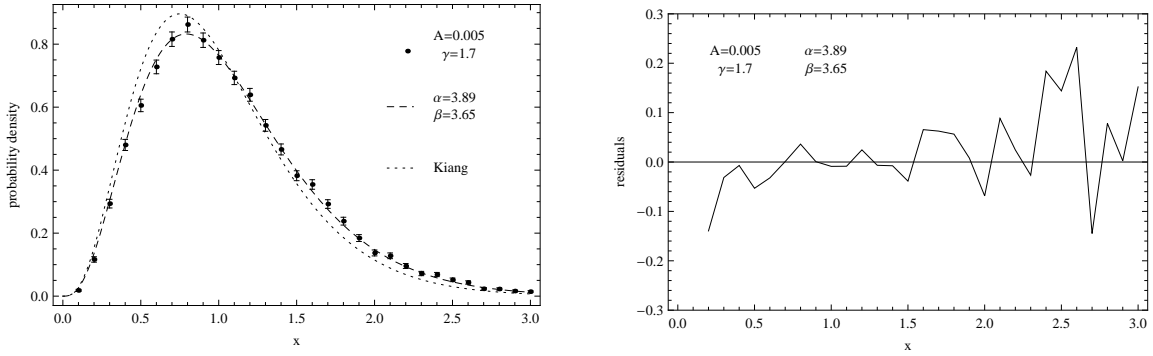 A=0.005
γ=1.7
α=3.89
β=3.65
Kiang
probability density
0.8
0.6
0.4
0.2
0.0
0.0 0.5 1.0 1.5 2.0 2.5 3.0
x
A=0.005 α=3.89
γ=1.7 β=3.65
residuals
0.3
0.2
0.1
0.0
−0.1
−0.2
−0.3
0.0 0.5 1.0 1.5 2.0 2.5 3.0
x